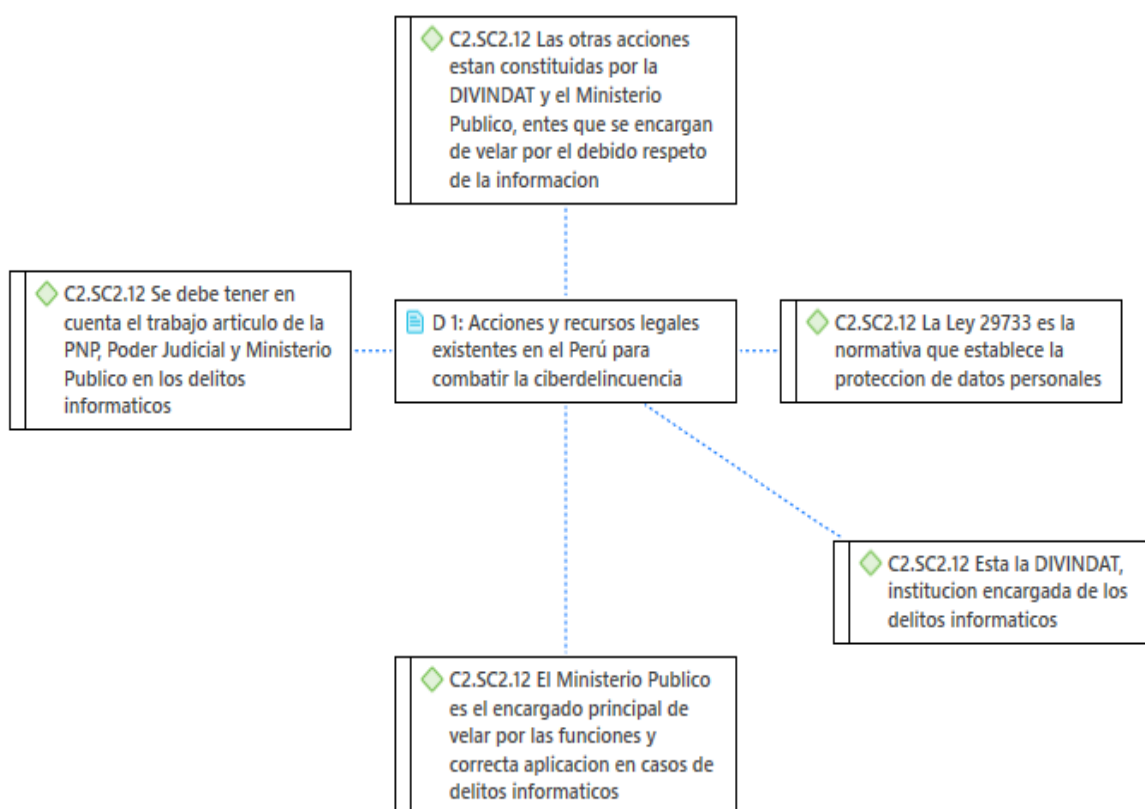 C2.SC2.12 Las otras acciones
estan constituidas por la
DIVINDAT y el Ministerio
Publico, entes que se encargan
de velar por el debido respeto
de la informacion
C2.SC2.12 Se debe tener en
cuenta el trabajo articulo de la
PNP, Poder Judicial y Ministerio
Publico en los delitos
informaticos
D 1: Acciones y recursos legales
existentes en el Perú para
combatir la ciberdelincuencia
C2.SC2.12 La Ley 29733 es la
normativa que establece la
proteccion de datos personales
C2.SC2.12 Esta la DIVINDAT,
institucion encargada de los
delitos informaticos
C2.SC2.12 El Ministerio Publico
es el encargado principal de
velar por las funciones y
correcta aplicacion en casos de
delitos informaticos